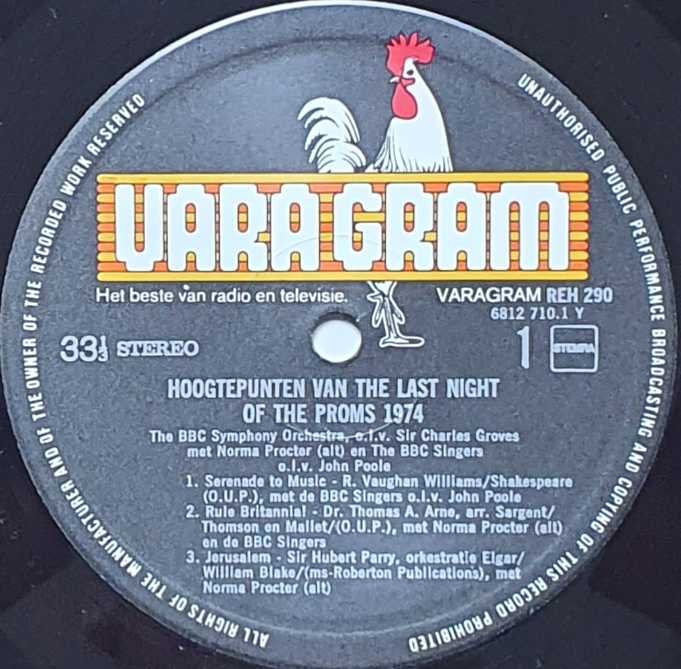 ALL RIGHTS OF THE MANUFACTURER AND OF THE OWNER OF THE RECORDED WORK RESERVED
UNAUTHORISED PUBLIC PERFORMANCE BROADCASTING AND COPYING OF THIS RECORD PROHIBITED
VARAGRAM
Het beste van radio en televisie.
VARAGRAM REH 290
6812 710.1 Y
33⅓ STEREO
1
STEMRA
HOOGTEPUNTEN VAN THE LAST NIGHT
OF THE PROMS 1974
The BBC Symphony Orchestra, o.l.v. Sir Charles Groves
met Norma Procter (alt) en The BBC Singers
o.l.v. John Poole
1. Serenade to Music - R. Vaughan Williams/Shakespeare
(O.U.P.), met de BBC Singers o.l.v. John Poole
2. Rule Britannia! - Dr. Thomas A. Arne, arr. Sargent/
Thomson en Mallet/(O.U.P.), met Norma Procter (alt)
en de BBC Singers
3. Jerusalem - Sir Hubert Parry, orkestratie Elgar/
William Blake/(ms-Roberton Publications), met
Norma Procter (alt)